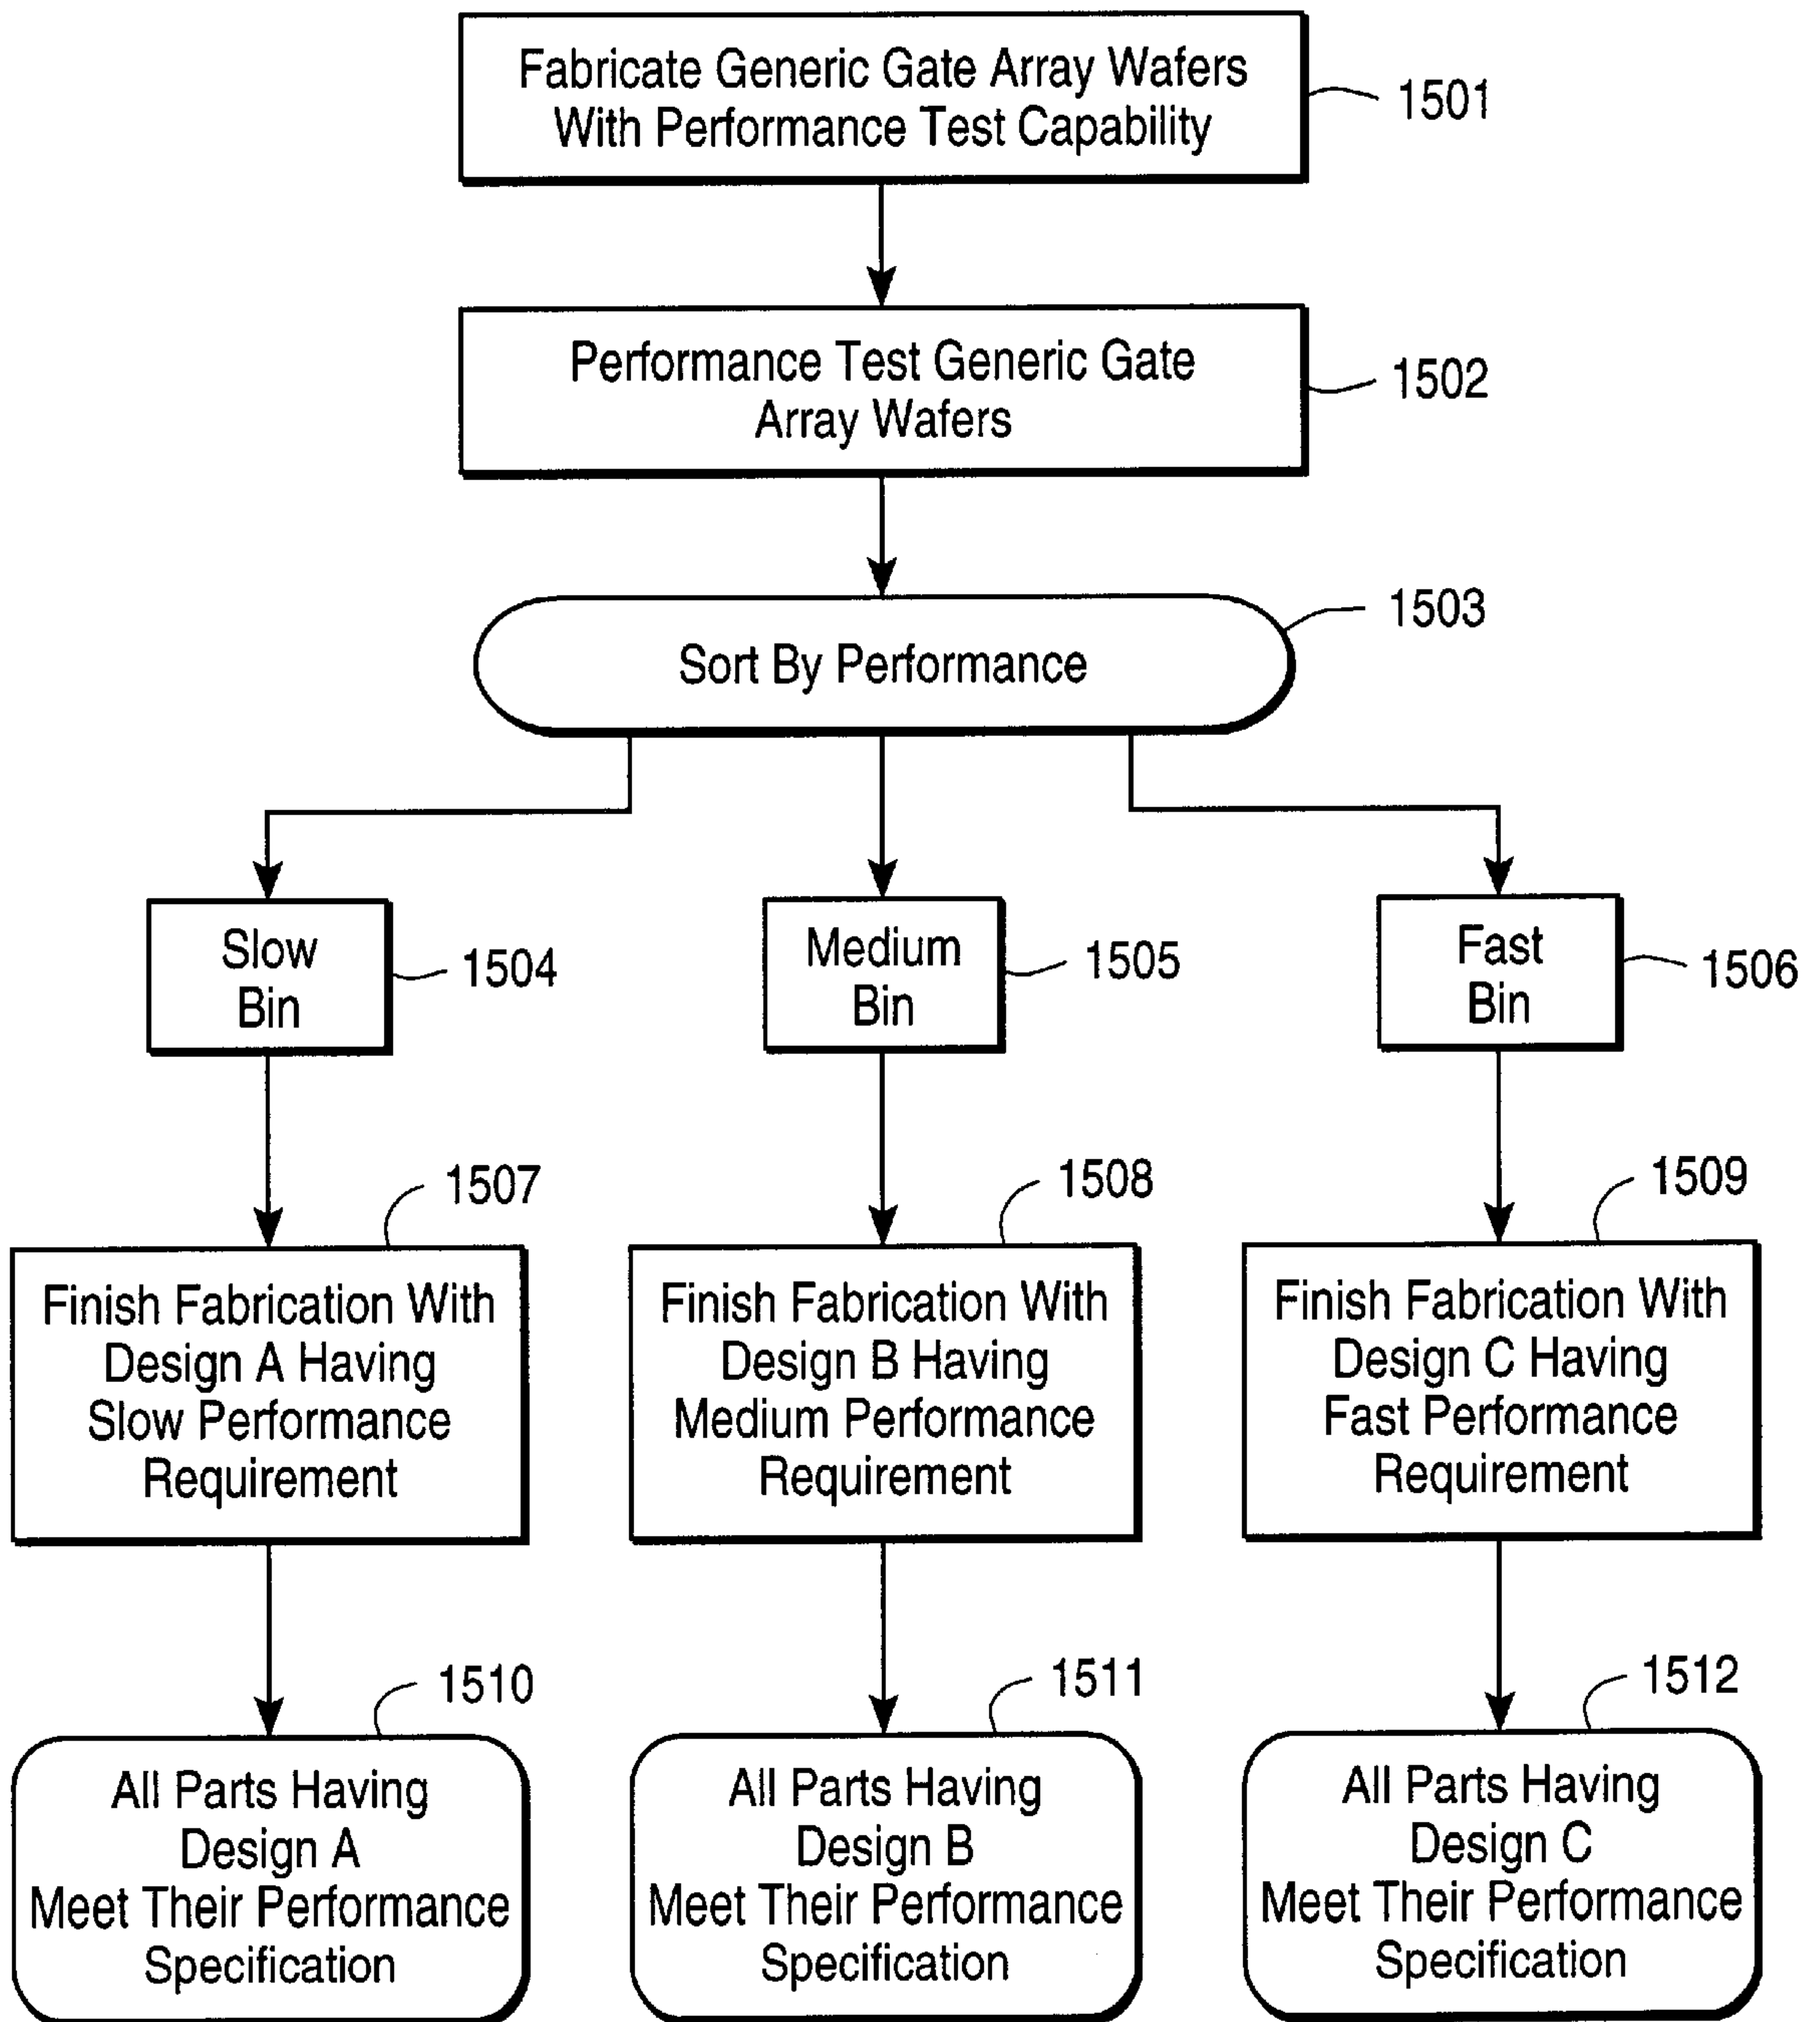 Fabricate Generic Gate Array Wafers
With Performance Test Capability
1501
Performance Test Generic Gate
Array Wafers
1502
1503
Sort By Performance
Slow
Bin
1504
Medium
Bin
1505
Fast
Bin
1506
1507
Finish Fabrication With
Design A Having
Slow Performance
Requirement
1508
Finish Fabrication With
Design B Having
Medium Performance
Requirement
1509
Finish Fabrication With
Design C Having
Fast Performance
Requirement
1510
All Parts Having
Design A
Meet Their Performance
Specification
1511
All Parts Having
Design B
Meet Their Performance
Specification
1512
All Parts Having
Design C
Meet Their Performance
Specification